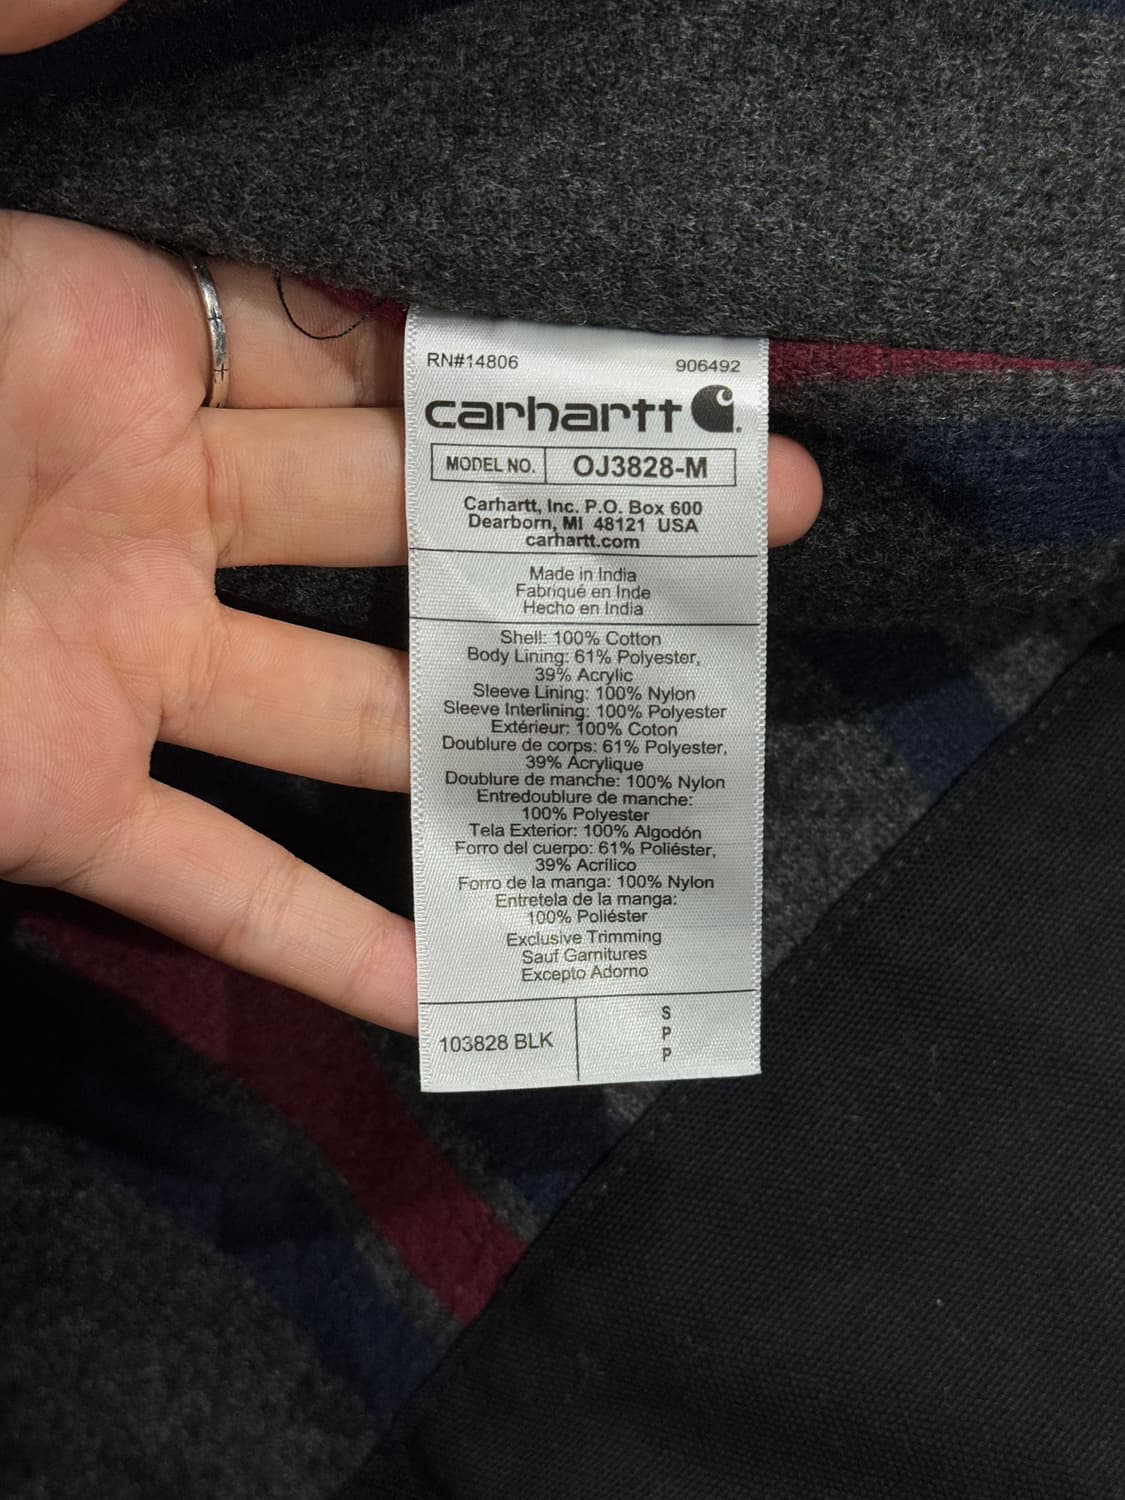 RN#14806 906492
carhartt
MODEL NO. OJ3828-M
Carhartt, Inc. P.O. Box 600
Dearborn, MI 48121 USA
carhartt.com
Made in India
Fabriqué en Inde
Hecho en India
Shell: 100% Cotton
Body Lining: 61% Polyester,
39% Acrylic
Sleeve Lining: 100% Nylon
Sleeve Interlining: 100% Polyester
Extérieur: 100% Coton
Doublure de corps: 61% Polyester,
39% Acrylique
Doublure de manche: 100% Nylon
Entredoublure de manche:
100% Polyester
Tela Exterior: 100% Algodón
Forro del cuerpo: 61% Poliéster,
39% Acrílico
Forro de la manga: 100% Nylon
Entretela de la manga:
100% Poliéster
Exclusive Trimming
Sauf Garnitures
Excepto Adorno
103828 BLK
S
P
P